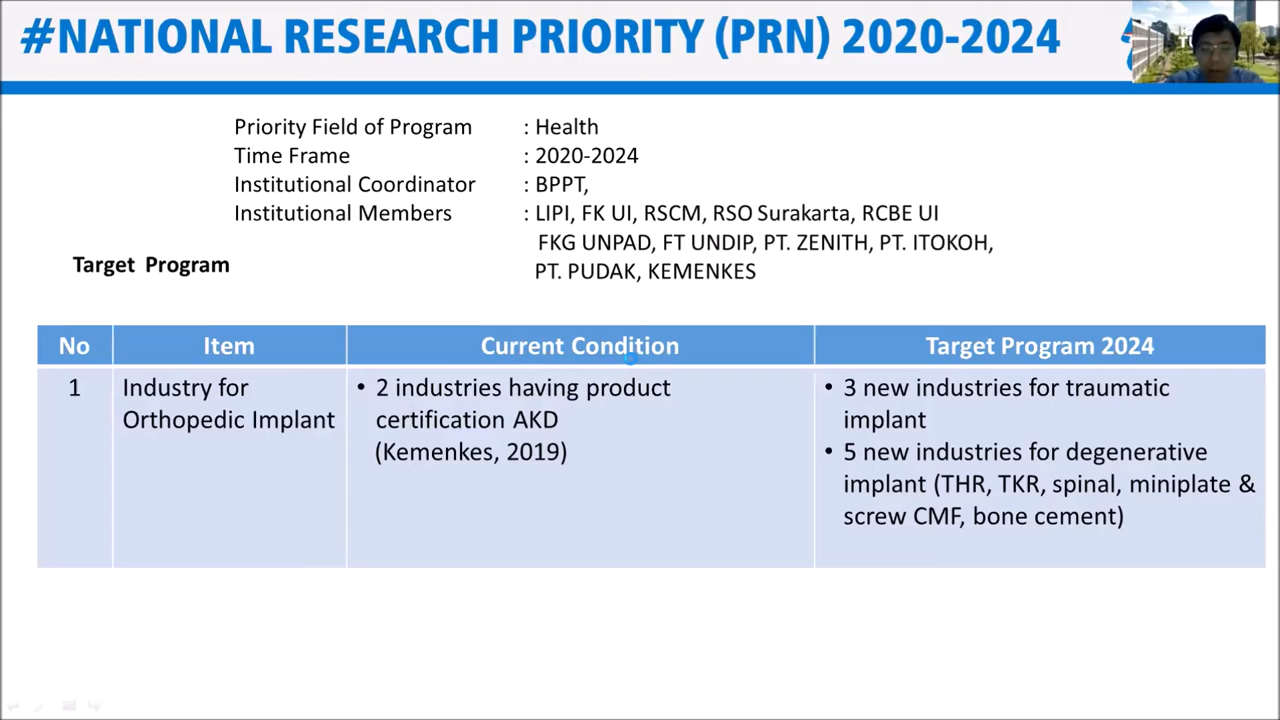 #NATIONAL RESEARCH PRIORITY (PRN) 2020-2024
Priority Field of Program : Health
Time Frame : 2020-2024
Institutional Coordinator : BPPT,
Institutional Members : LIPI, FK UI, RSCM, RSO Surakarta, RCBE UI
FKG UNPAD, FT UNDIP, PT. ZENITH, PT. ITOKOH,
PT. PUDAK, KEMENKES
Target Program
No Item Current Condition Target Program 2024
1
Industry for
Orthopedic Implant
• 2 industries having product
certification AKD
(Kemenkes, 2019)
• 3 new industries for traumatic
implant
• 5 new industries for degenerative
implant (THR, TKR, spinal, miniplate &
screw CMF, bone cement)